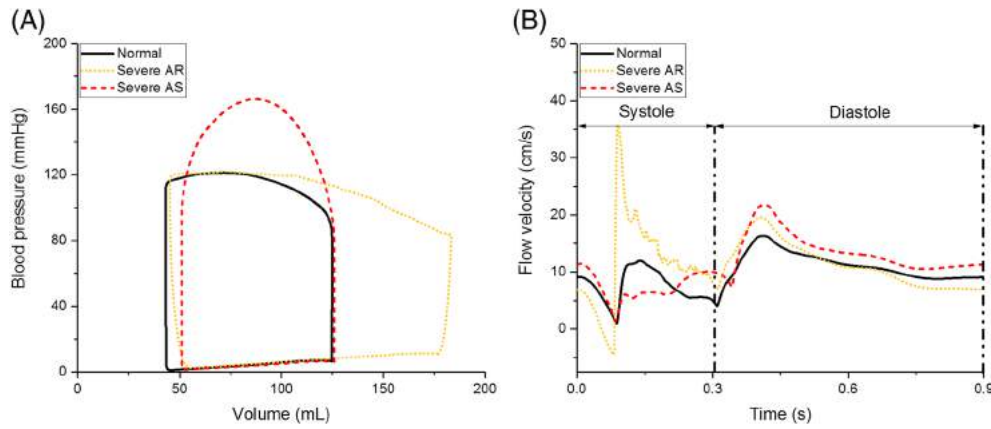 (A)
Blood pressure (mmHg)
200
160
120
80
40
0
Normal
Severe AR
Severe AS
0
50
100
150
200
Volume (mL)
(B)
Flow velocity (cm/s)
50
40
30
20
10
0
Normal
Severe AR
Severe AS
Systole
Diastole
0.0
0.3
0.6
0.9
Time (s)